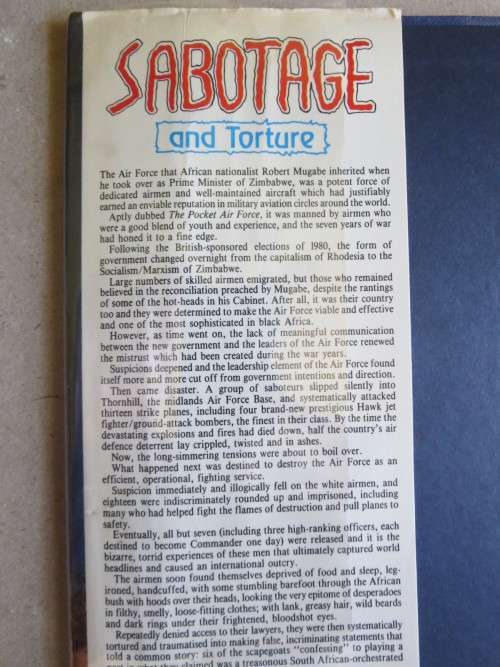 SABOTAGE
and Torture
The Air Force that African nationalist Robert Mugabe inherited when
he took over as Prime Minister of Zimbabwe, was a potent force of
dedicated airmen and well-maintained aircraft which had justifiably
earned an enviable reputation in military aviation circles around the world.
Aptly dubbed The Pocket Air Force, it was manned by airmen who
were a good blend of youth and experience, and the seven years of war
had honed it to a fine edge.
Following the British-sponsored elections of 1980, the form of
government changed overnight from the capitalism of Rhodesia to the
Socialism/Marxism of Zimbabwe.
Large numbers of skilled airmen emigrated, but those who remained
believed in the reconciliation preached by Mugabe, despite the rantings
of some of the hot-heads in his Cabinet. After all, it was their country
too and they were determined to make the Air Force viable and effective
and one of the most sophisticated in black Africa.
However, as time went on, the lack of meaningful communication
between the new government and the leaders of the Air Force renewed
the mistrust which had been created during the war years.
Suspicions deepened and the leadership element of the Air Force found
itself more and more cut off from government intentions and direction.
Then came disaster. A group of saboteurs slipped silently into
Thornhill, the midlands Air Force Base, and systematically attacked
thirteen strike planes, including four brand-new prestigious Hawk jet
fighter/ground-attack bombers, the finest in their class. By the time the
devastating explosions and fires had died down, half the country's air
defence deterrent lay crippled, twisted and in ashes.
Now, the long-simmering tensions were about to boil over.
What happened next was destined to destroy the Air Force as an
efficient, operational, fighting service.
Suspicion immediately and illogically fell on the white airmen, and
eighteen were indiscriminately rounded up and imprisoned, including
many who had helped fight the flames of destruction and pull planes to
safety.
Eventually, all but seven (including three high-ranking officers, each
destined to become Commander one day) were released and it is the
bizarre, torrid experiences of these men that ultimately captured world
headlines and caused an international outcry.
The airmen soon found themselves deprived of food and sleep, leg-
ironed, handcuffed, with some stumbling barefoot through the African
bush with hoods over their heads, looking the very epitome of desperadoes
in filthy, smelly, loose-fitting clothes; with lank, greasy hair, wild beards
and dark rings under their frightened, bloodshot eyes.
Repeatedly denied access to their lawyers, they were then systematically
tortured and traumatised into making false, incriminating statements that
told a common story: six of the scapegoats "confessing" to playing a
part in what they claimed was a treasonous South African-orchestrated